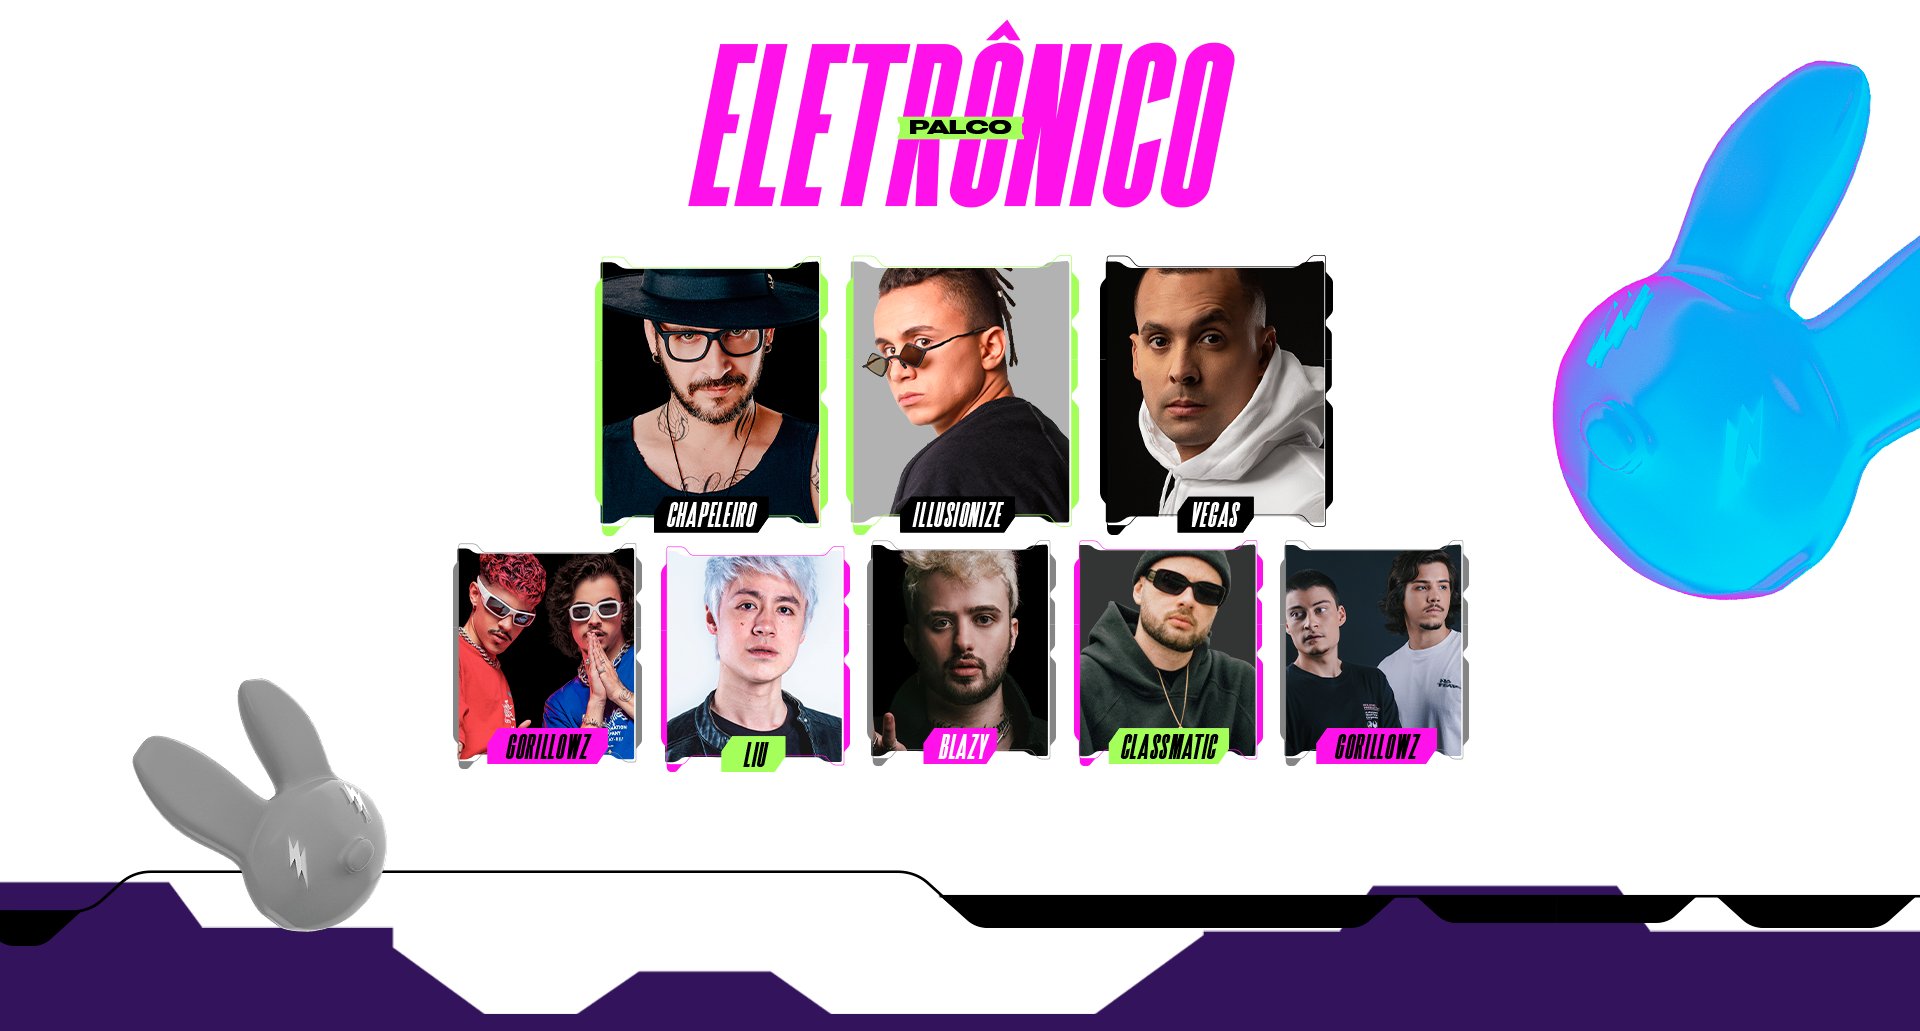 ELETRÔNICO
PALCO
CHAPELEIRO
ILLUSIONIZE
VEGAS
GORILLOWZ
LIU
BLAZY
CLASSMATIC
GORILLOWZ